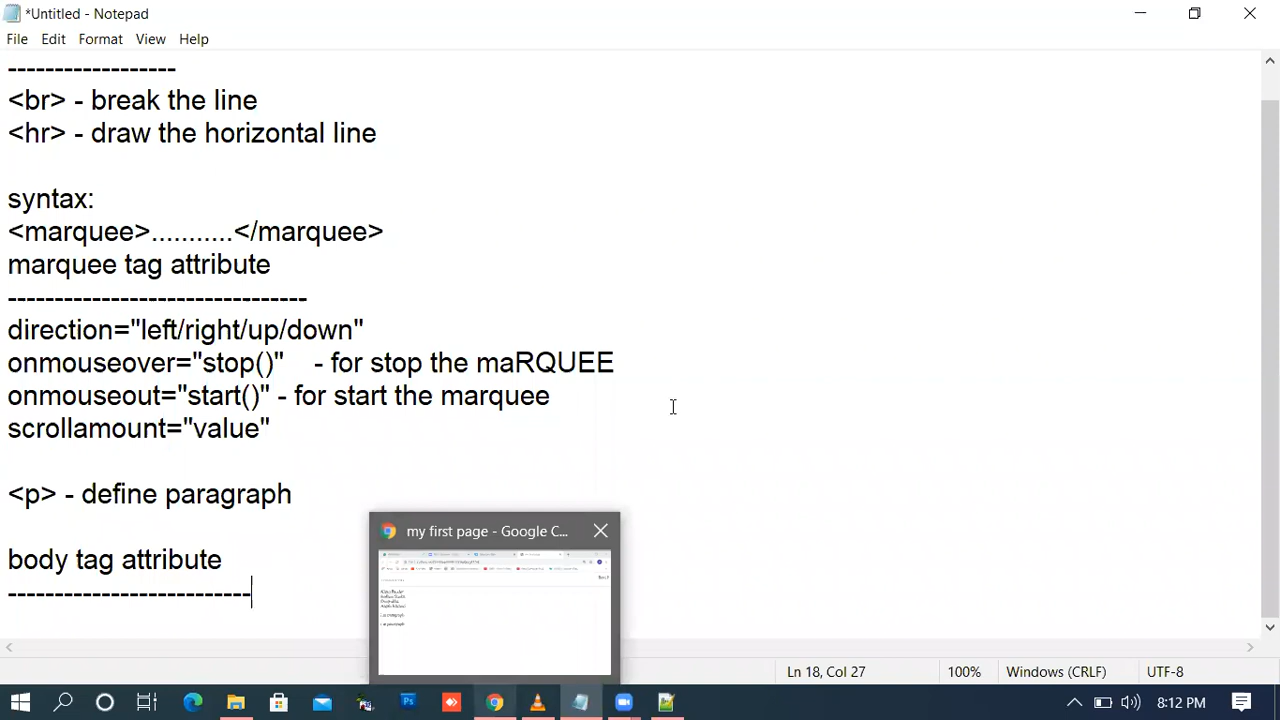 *Untitled - Notepad
File Edit Format View Help
------------------
<br> - break the line
<hr> - draw the horizontal line
syntax:
<marquee>...........</marquee>
marquee tag attribute
--------------------------------
direction="left/right/up/down"
onmouseover="stop()" - for stop the maRQUEE
onmouseout="start()" - for start the marquee
scrollamount="value"
<p> - define paragraph
body tag attribute
--------------------------
my first page - Google C...
Ln 18, Col 27 100% Windows (CRLF) UTF-8
8:12 PM